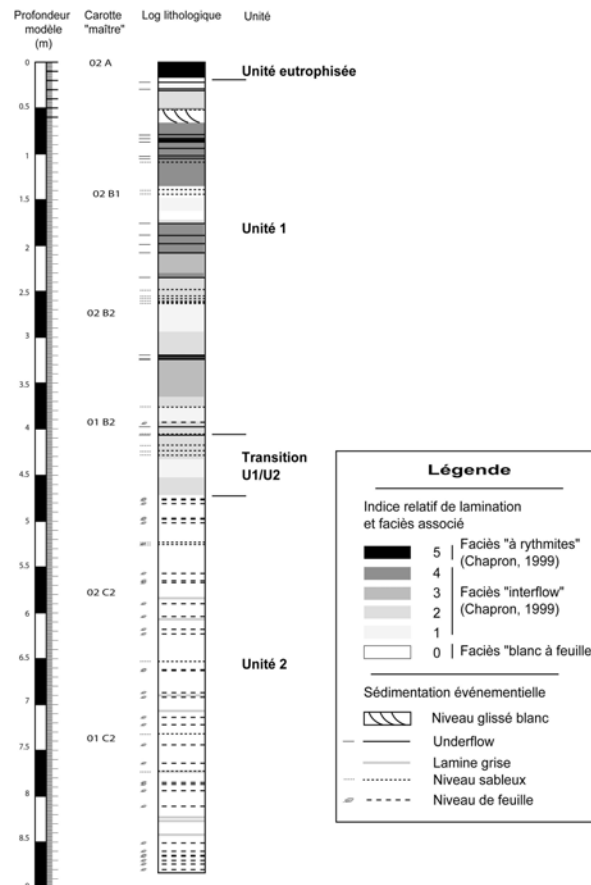 Profondeur modèle (m)
Carotte "maître"
Log lithologique
Unité
0
0.5
1
1.5
2
2.5
3
3.5
4
4.5
5
5.5
6
6.5
7
7.5
8
8.5
02 A
02 B1
02 B2
01 B2
02 C2
01 C2
Unité eutrophisée
Unité 1
Transition
U1/U2
Unité 2
Légende
Indice relatif de lamination
et faciès associé
5 Faciès "à rythmites"
(Chapron, 1999)
4
3 Faciès "interflow"
2 (Chapron, 1999)
1
0 Faciès "blanc à feuille"
Sédimentation événementielle
Niveau glissé blanc
Underflow
Lamine grise
Niveau sableux
Niveau de feuille